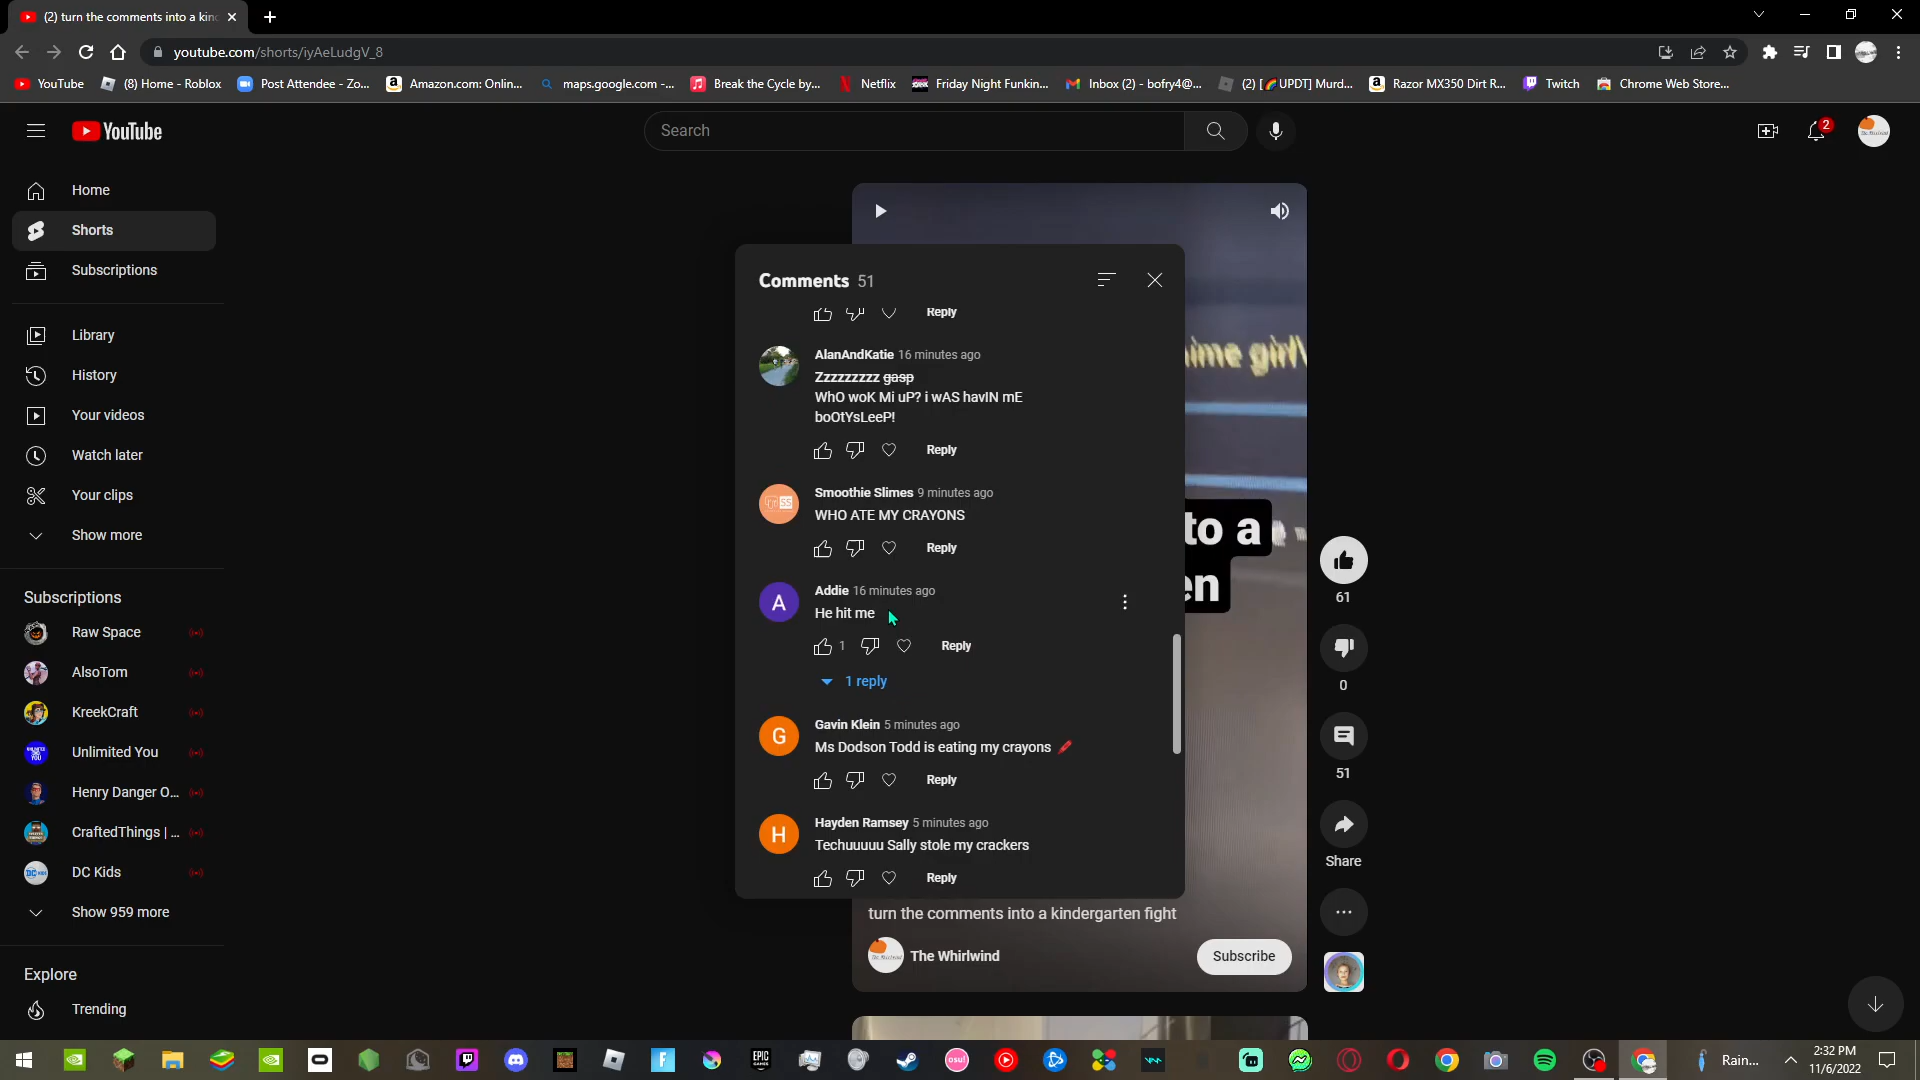 (2) turn the comments into a kin
youtube.com/shorts/iyAeLudgV_8
YouTube
(8) Home - Roblox
Post Attendee - Zo...
Amazon.com: Onlin...
maps.google.com -...
Break the Cycle by...
Netflix
Friday Night Funkin...
Inbox (2) - bofry4@...
(2) [🌈UPDT] Murd...
Razor MX350 Dirt R...
Twitch
Chrome Web Store...
YouTube
Search
2
Home
Shorts
Subscriptions
Library
History
Your videos
Watch later
Your clips
Show more
Subscriptions
Raw Space
AlsoTom
KreekCraft
Unlimited You
Henry Danger O...
CraftedThings | ...
DC Kids
Show 959 more
Explore
Trending
Comments 51
Reply
AlanAndKatie 16 minutes ago
Zzzzzzzzz gasp
WhO woK Mi uP? i wAS havIN mE
boOtYsLeeP!
Reply
Smoothie Slimes 9 minutes ago
WHO ATE MY CRAYONS
Reply
Addie 16 minutes ago
He hit me
1
Reply
1 reply
Gavin Klein 5 minutes ago
Ms Dodson Todd is eating my crayons 🖍️
Reply
Hayden Ramsey 5 minutes ago
Techuuuuu Sally stole my crackers
Reply
ime girl
to a
en
61
0
51
Share
turn the comments into a kindergarten fight
The Whirlwind
Subscribe
Rain...
2:32 PM
11/6/2022